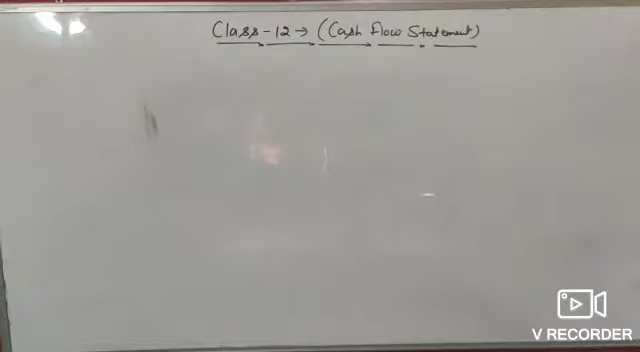 Class-12 → (Cash Flow Statement)
V RECORDER